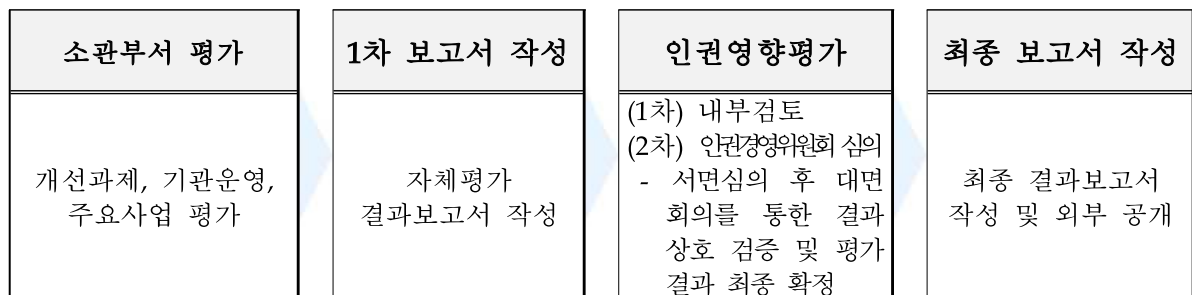 소관부서 평가
개선과제, 기관운영,
주요사업 평가
1차 보고서 작성
자체평가
결과보고서 작성
인권영향평가
(1차) 내부검토
(2차) 인권경영위원회 심의
- 서면심의 후 대면
회의를 통한 결과
상호 검증 및 평가
결과 최종 확정
최종 보고서 작성
최종 결과보고서
작성 및 외부 공개